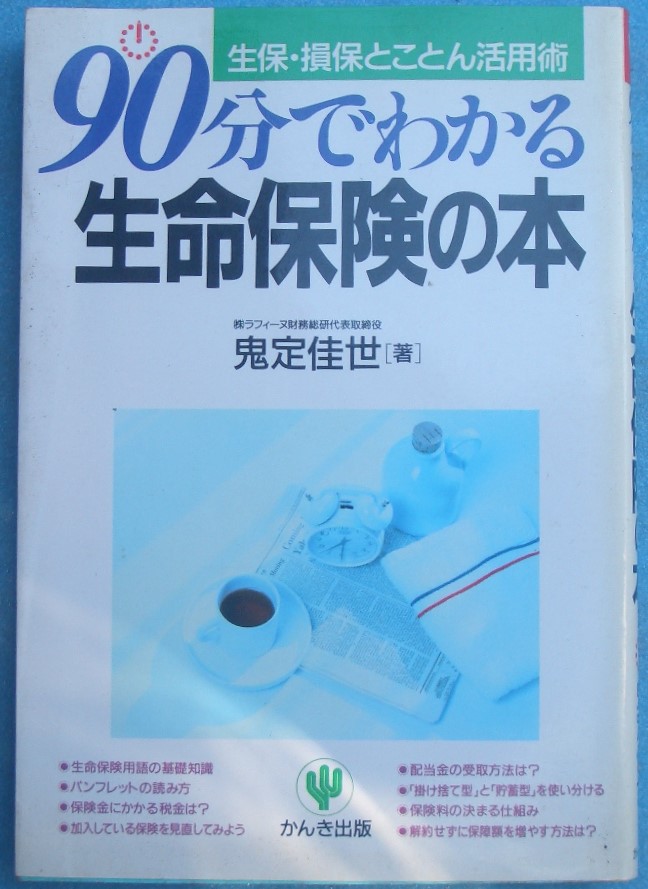 生保・損保とことん活用術
90分でわかる
生命保険の本
㈱ラフィーヌ財務総研代表取締役
鬼定佳世[著]
●生命保険用語の基礎知識
●パンフレットの読み方
●保険金にかかる税金は?
●加入している保険を見直してみよう
かんき出版
●配当金の受取方法は?
●「掛け捨て型」と「貯蓄型」を使い分ける
●保険料の決まる仕組み
●解約せずに保障額を増やす方法は?